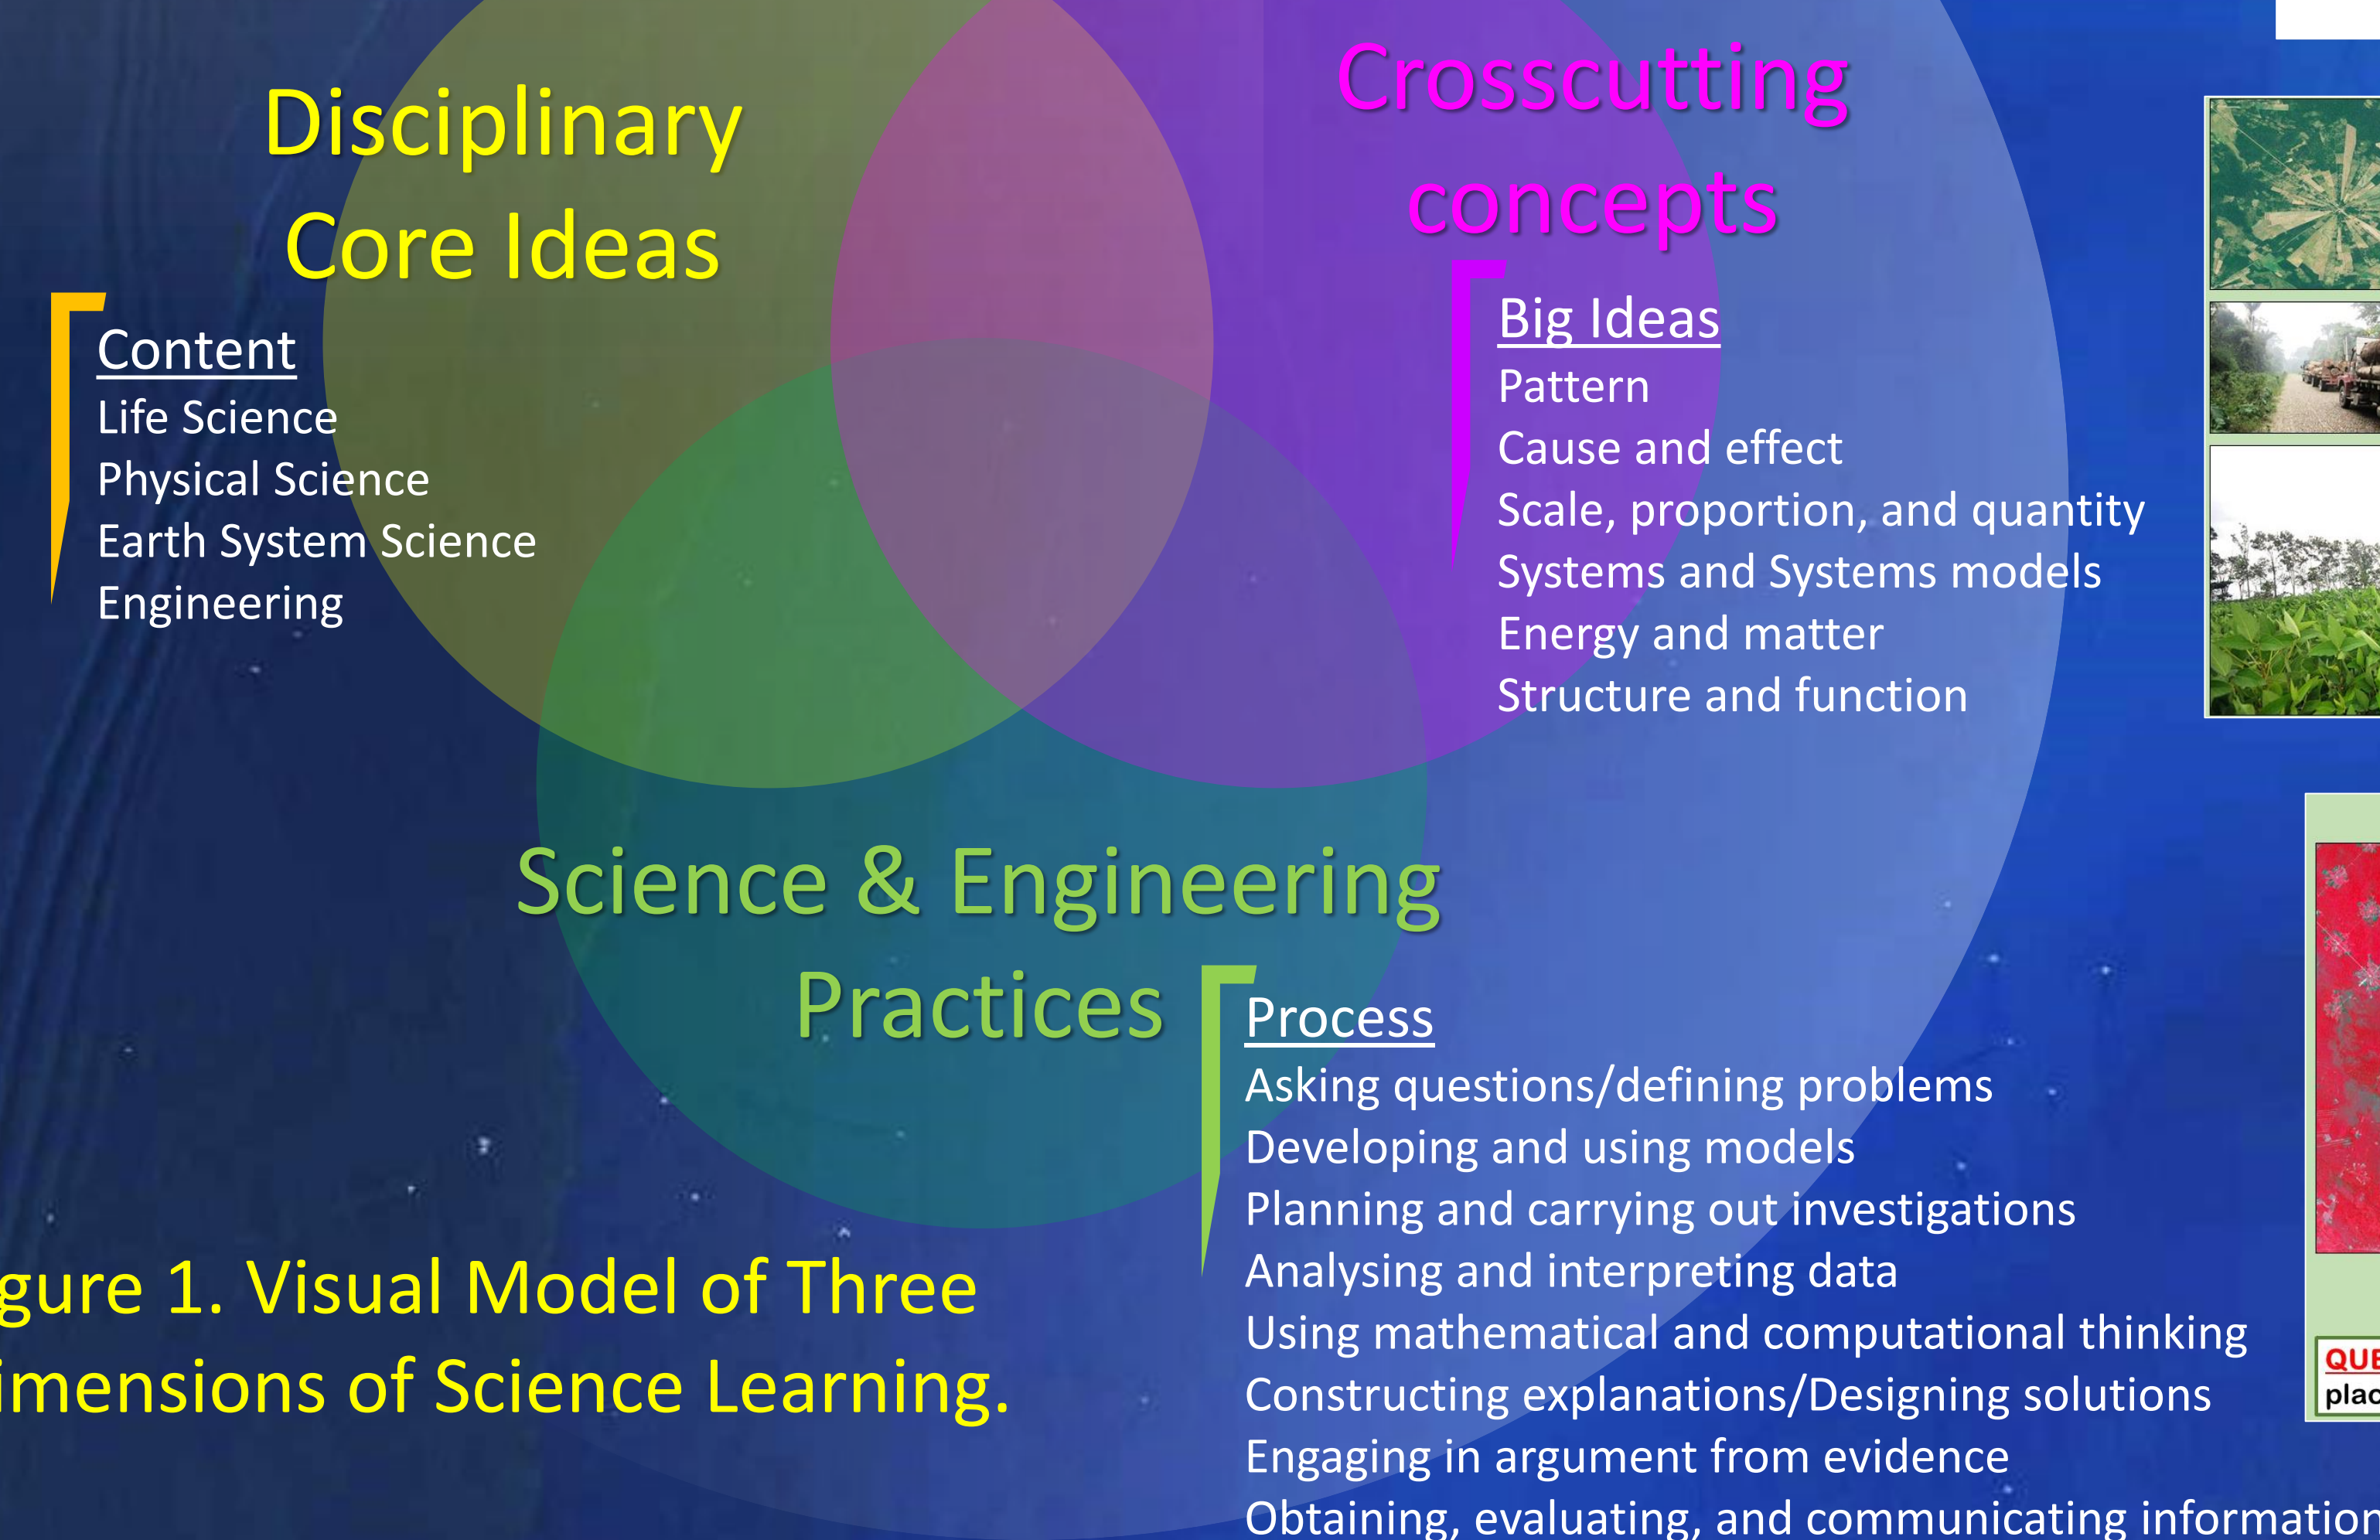 Disciplinary
Core Ideas
Content
Life Science
Physical Science
Earth System Science
Engineering
Crosscutting
concepts
Big Ideas
Pattern
Cause and effect
Scale, proportion, and quantity
Systems and Systems models
Energy and matter
Structure and function
Science & Engineering
Practices
Process
Asking questions/defining problems
Developing and using models
Planning and carrying out investigations
Analysing and interpreting data
Using mathematical and computational thinking
Constructing explanations/Designing solutions
Engaging in argument from evidence
Obtaining, evaluating, and communicating information
gure 1. Visual Model of Three
imensions of Science Learning.